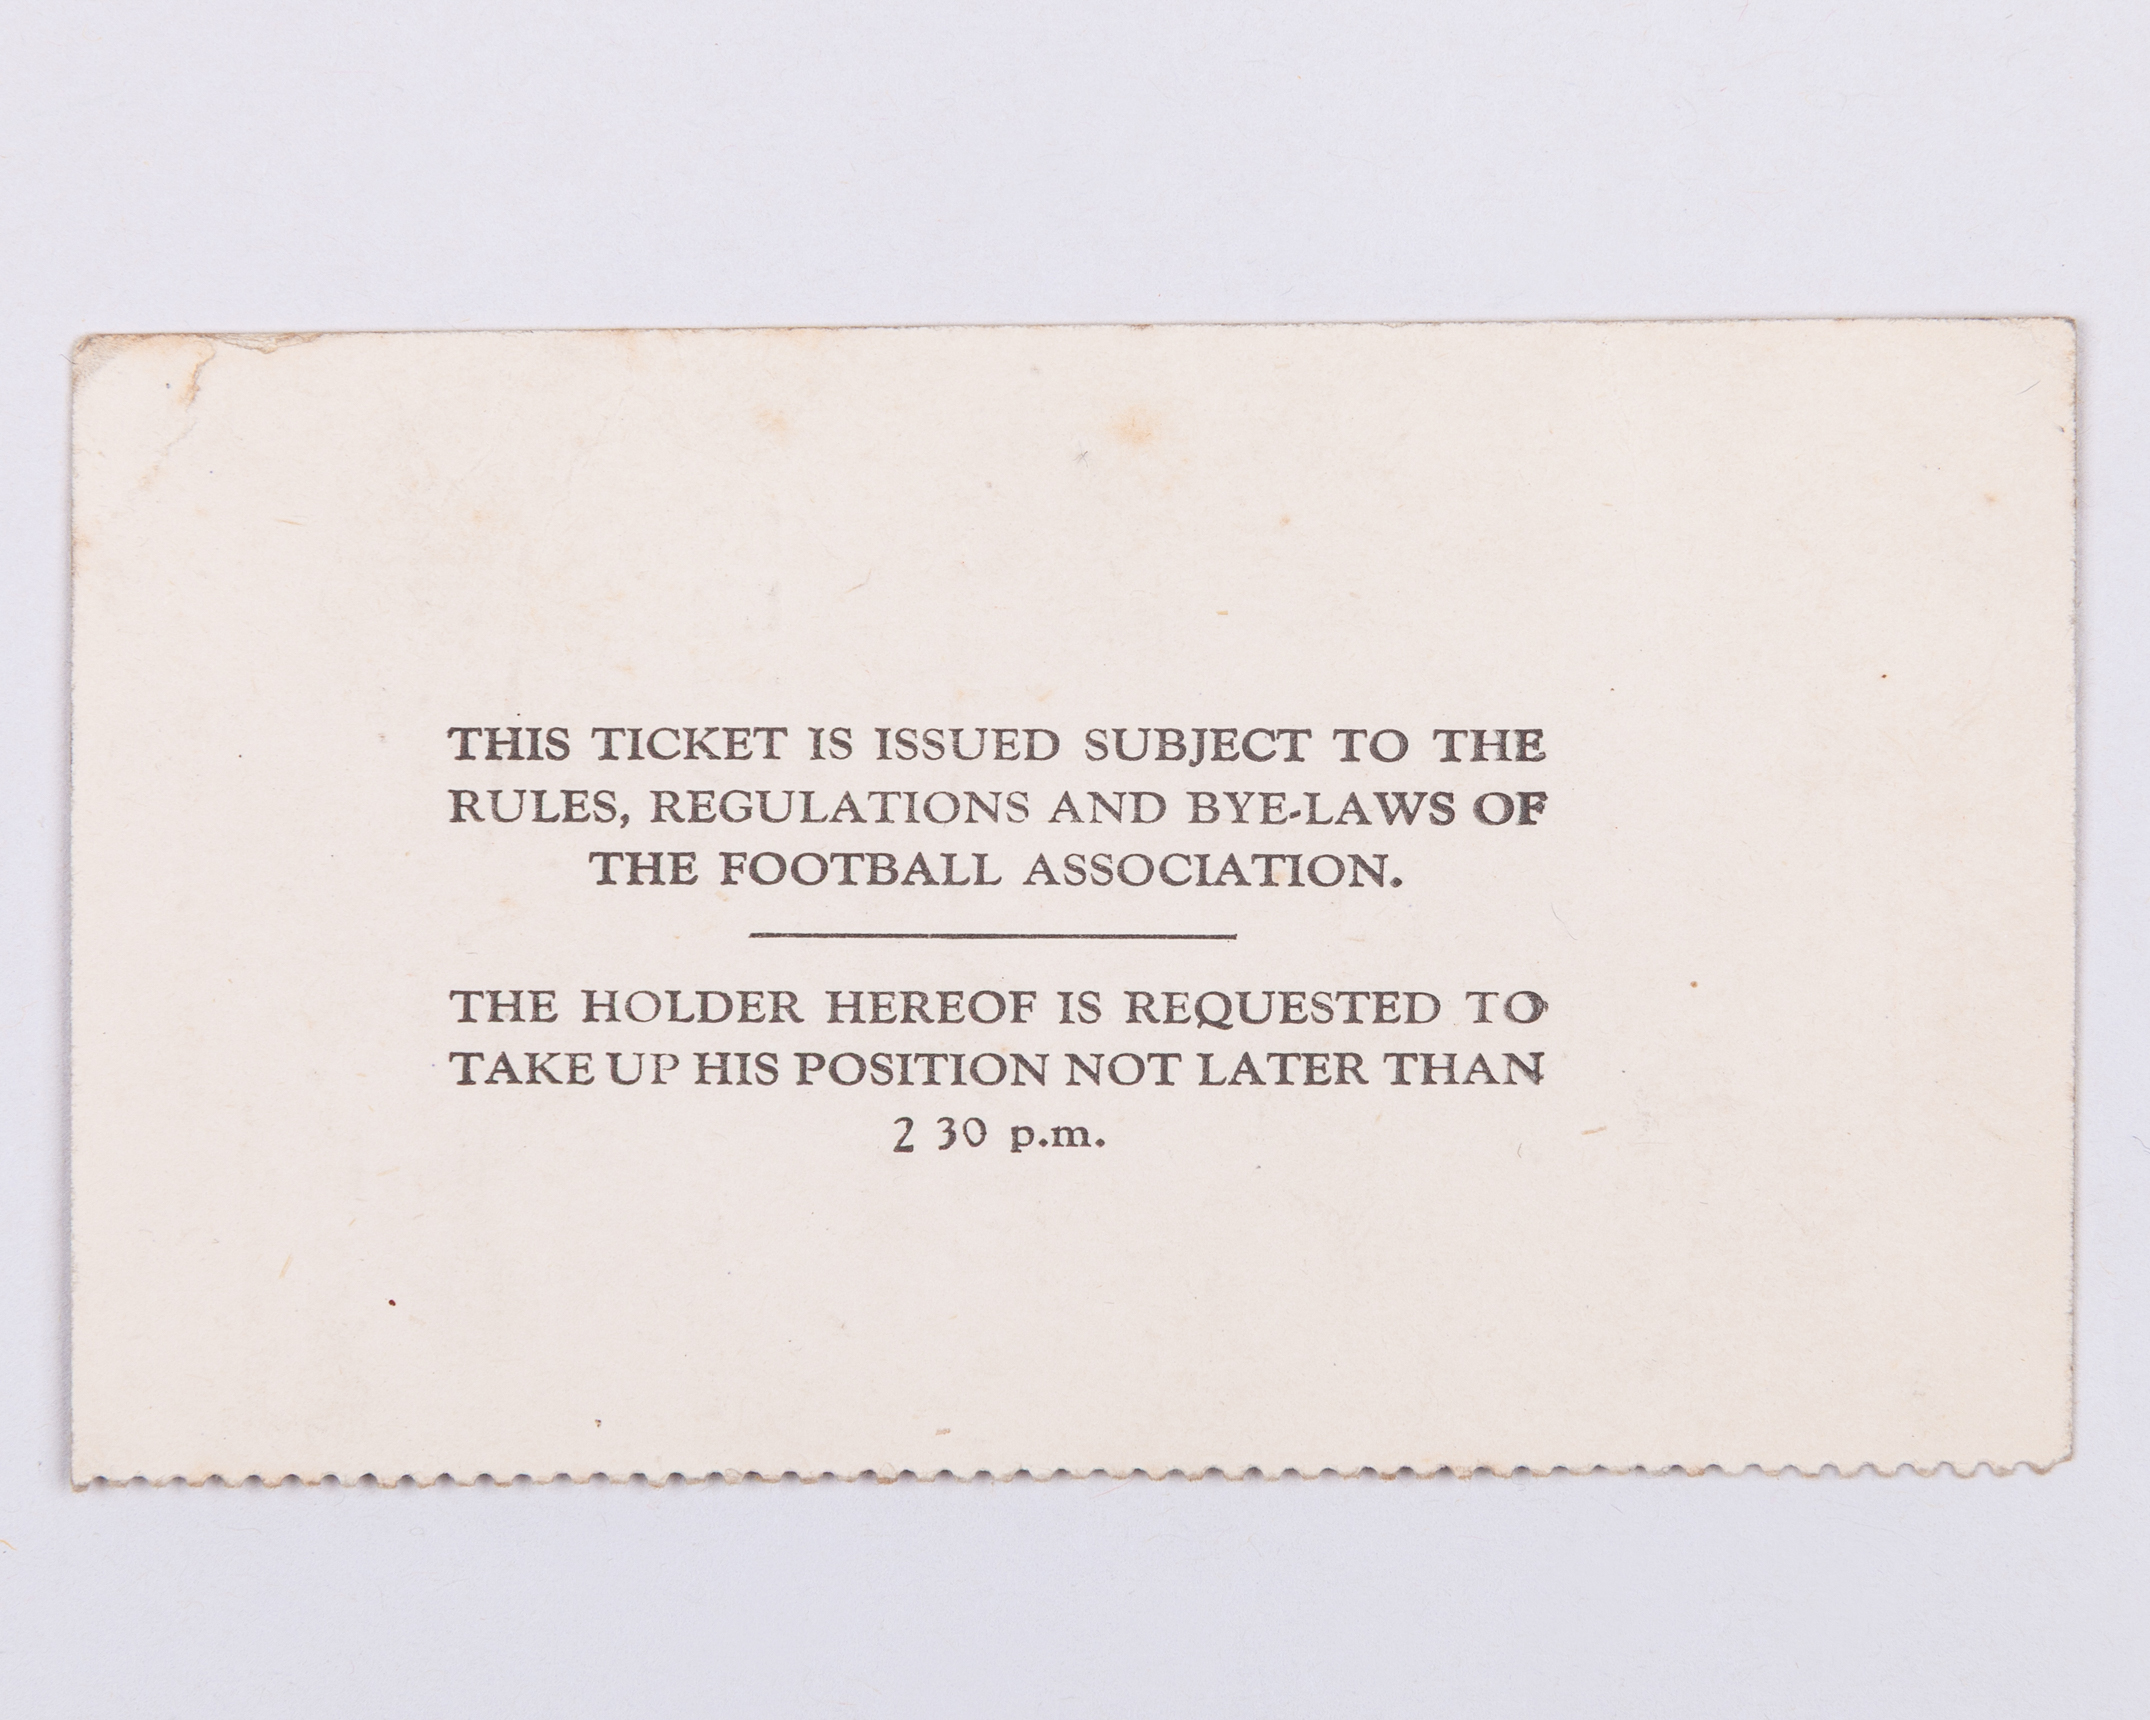 THIS TICKET IS ISSUED SUBJECT TO THE
RULES, REGULATIONS AND BYE-LAWS OF
THE FOOTBALL ASSOCIATION.
THE HOLDER HEREOF IS REQUESTED TO
TAKE UP HIS POSITION NOT LATER THAN
2 30 p.m.